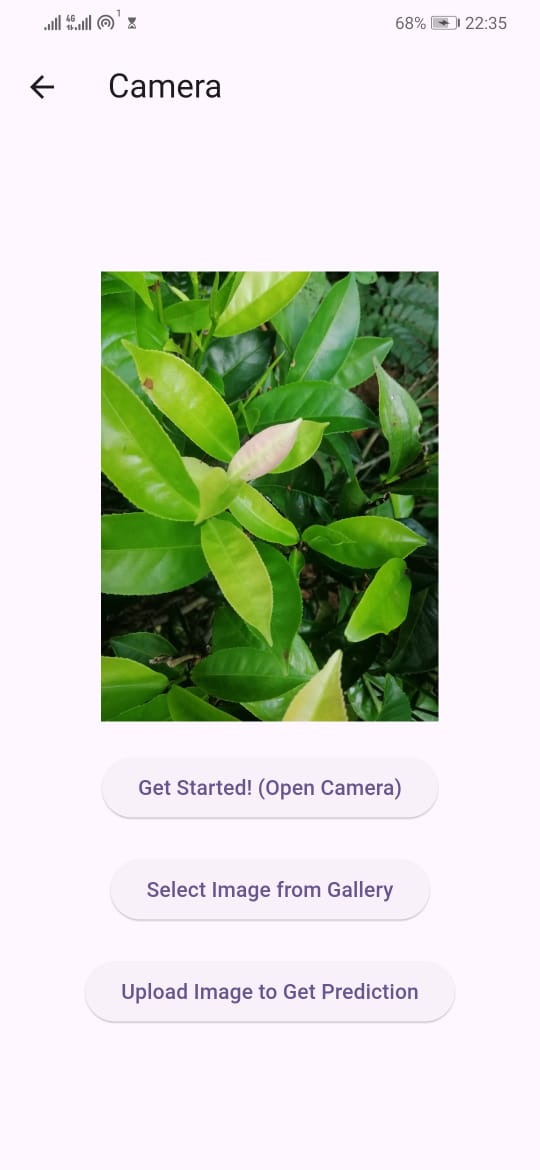 4G 1 68% 22:35
Camera
Get Started! (Open Camera)
Select Image from Gallery
Upload Image to Get Prediction